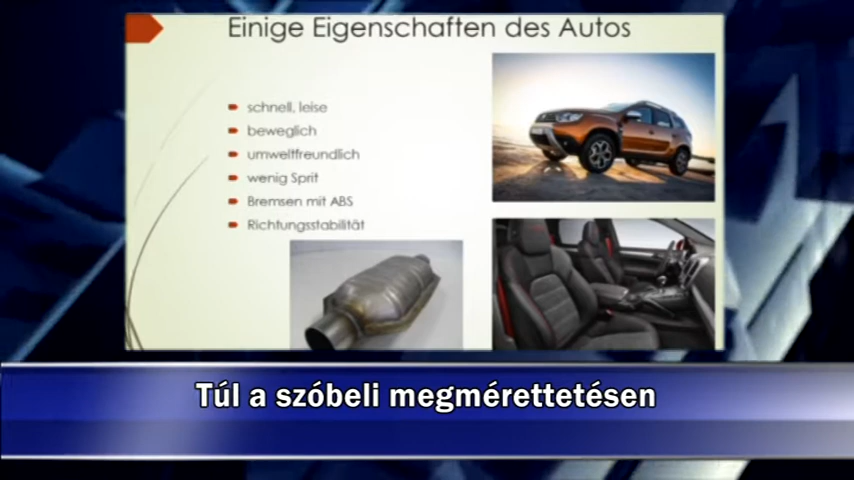 Einige Eigenschaften des Autos
schnell, leise
beweglich
umweltfreundlich
wenig Sprit
Bremsen mit ABS
Richtungsstabilität
Túl a szóbeli megmérettetésen